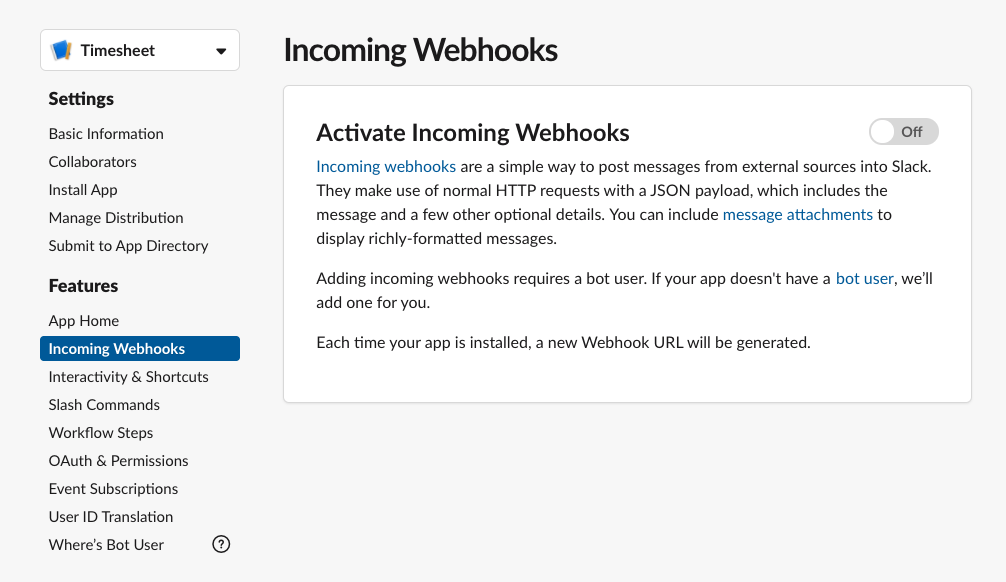 Timesheet
Settings
Basic Information
Collaborators
Install App
Manage Distribution
Submit to App Directory
Features
App Home
Incoming Webhooks
Interactivity & Shortcuts
Slash Commands
Workflow Steps
OAuth & Permissions
Event Subscriptions
User ID Translation
Where’s Bot User
?
Incoming Webhooks
Activate Incoming Webhooks
Off
Incoming webhooks are a simple way to post messages from external sources into Slack.
They make use of normal HTTP requests with a JSON payload, which includes the
message and a few other optional details. You can include message attachments to
display richly-formatted messages.
Adding incoming webhooks requires a bot user. If your app doesn't have a bot user, we’ll
add one for you.
Each time your app is installed, a new Webhook URL will be generated.